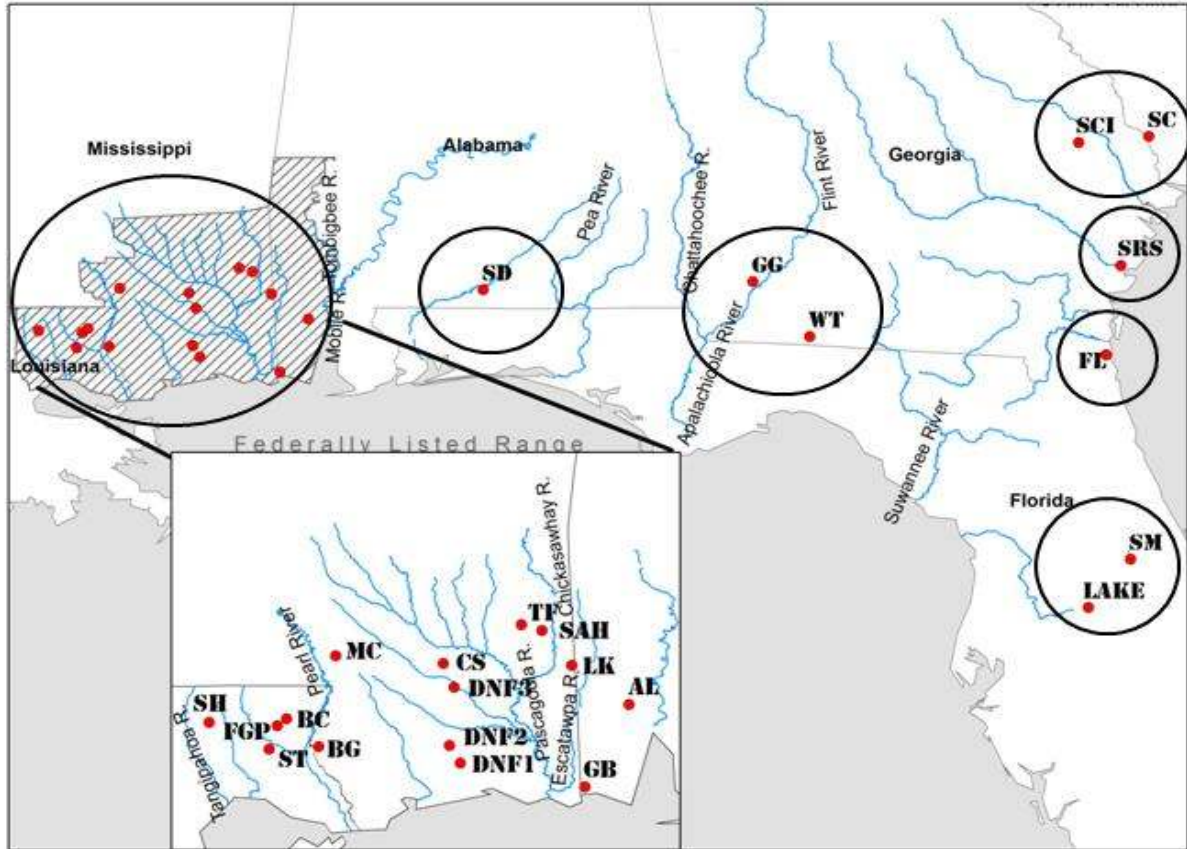 Mississippi
Alabama
Georgia
SCI
SC
Tombigbee R.
Pea River
Chattahoochee R.
Flint River
SD
GG
SRS
WT
FL
Mobile R.
Louisiana
Apalachicola River
Federally Listed Range
Suwannee River
Florida
SM
LAKE
Chickasawhay R.
TF
SAH
Pearl River
MC
CS
LK
DNF3
AL
SH
BC
FGP
Pascagoula R.
Escatawpa R.
ST
BG
DNF2
DNF1
GB
Tangipahoa R.